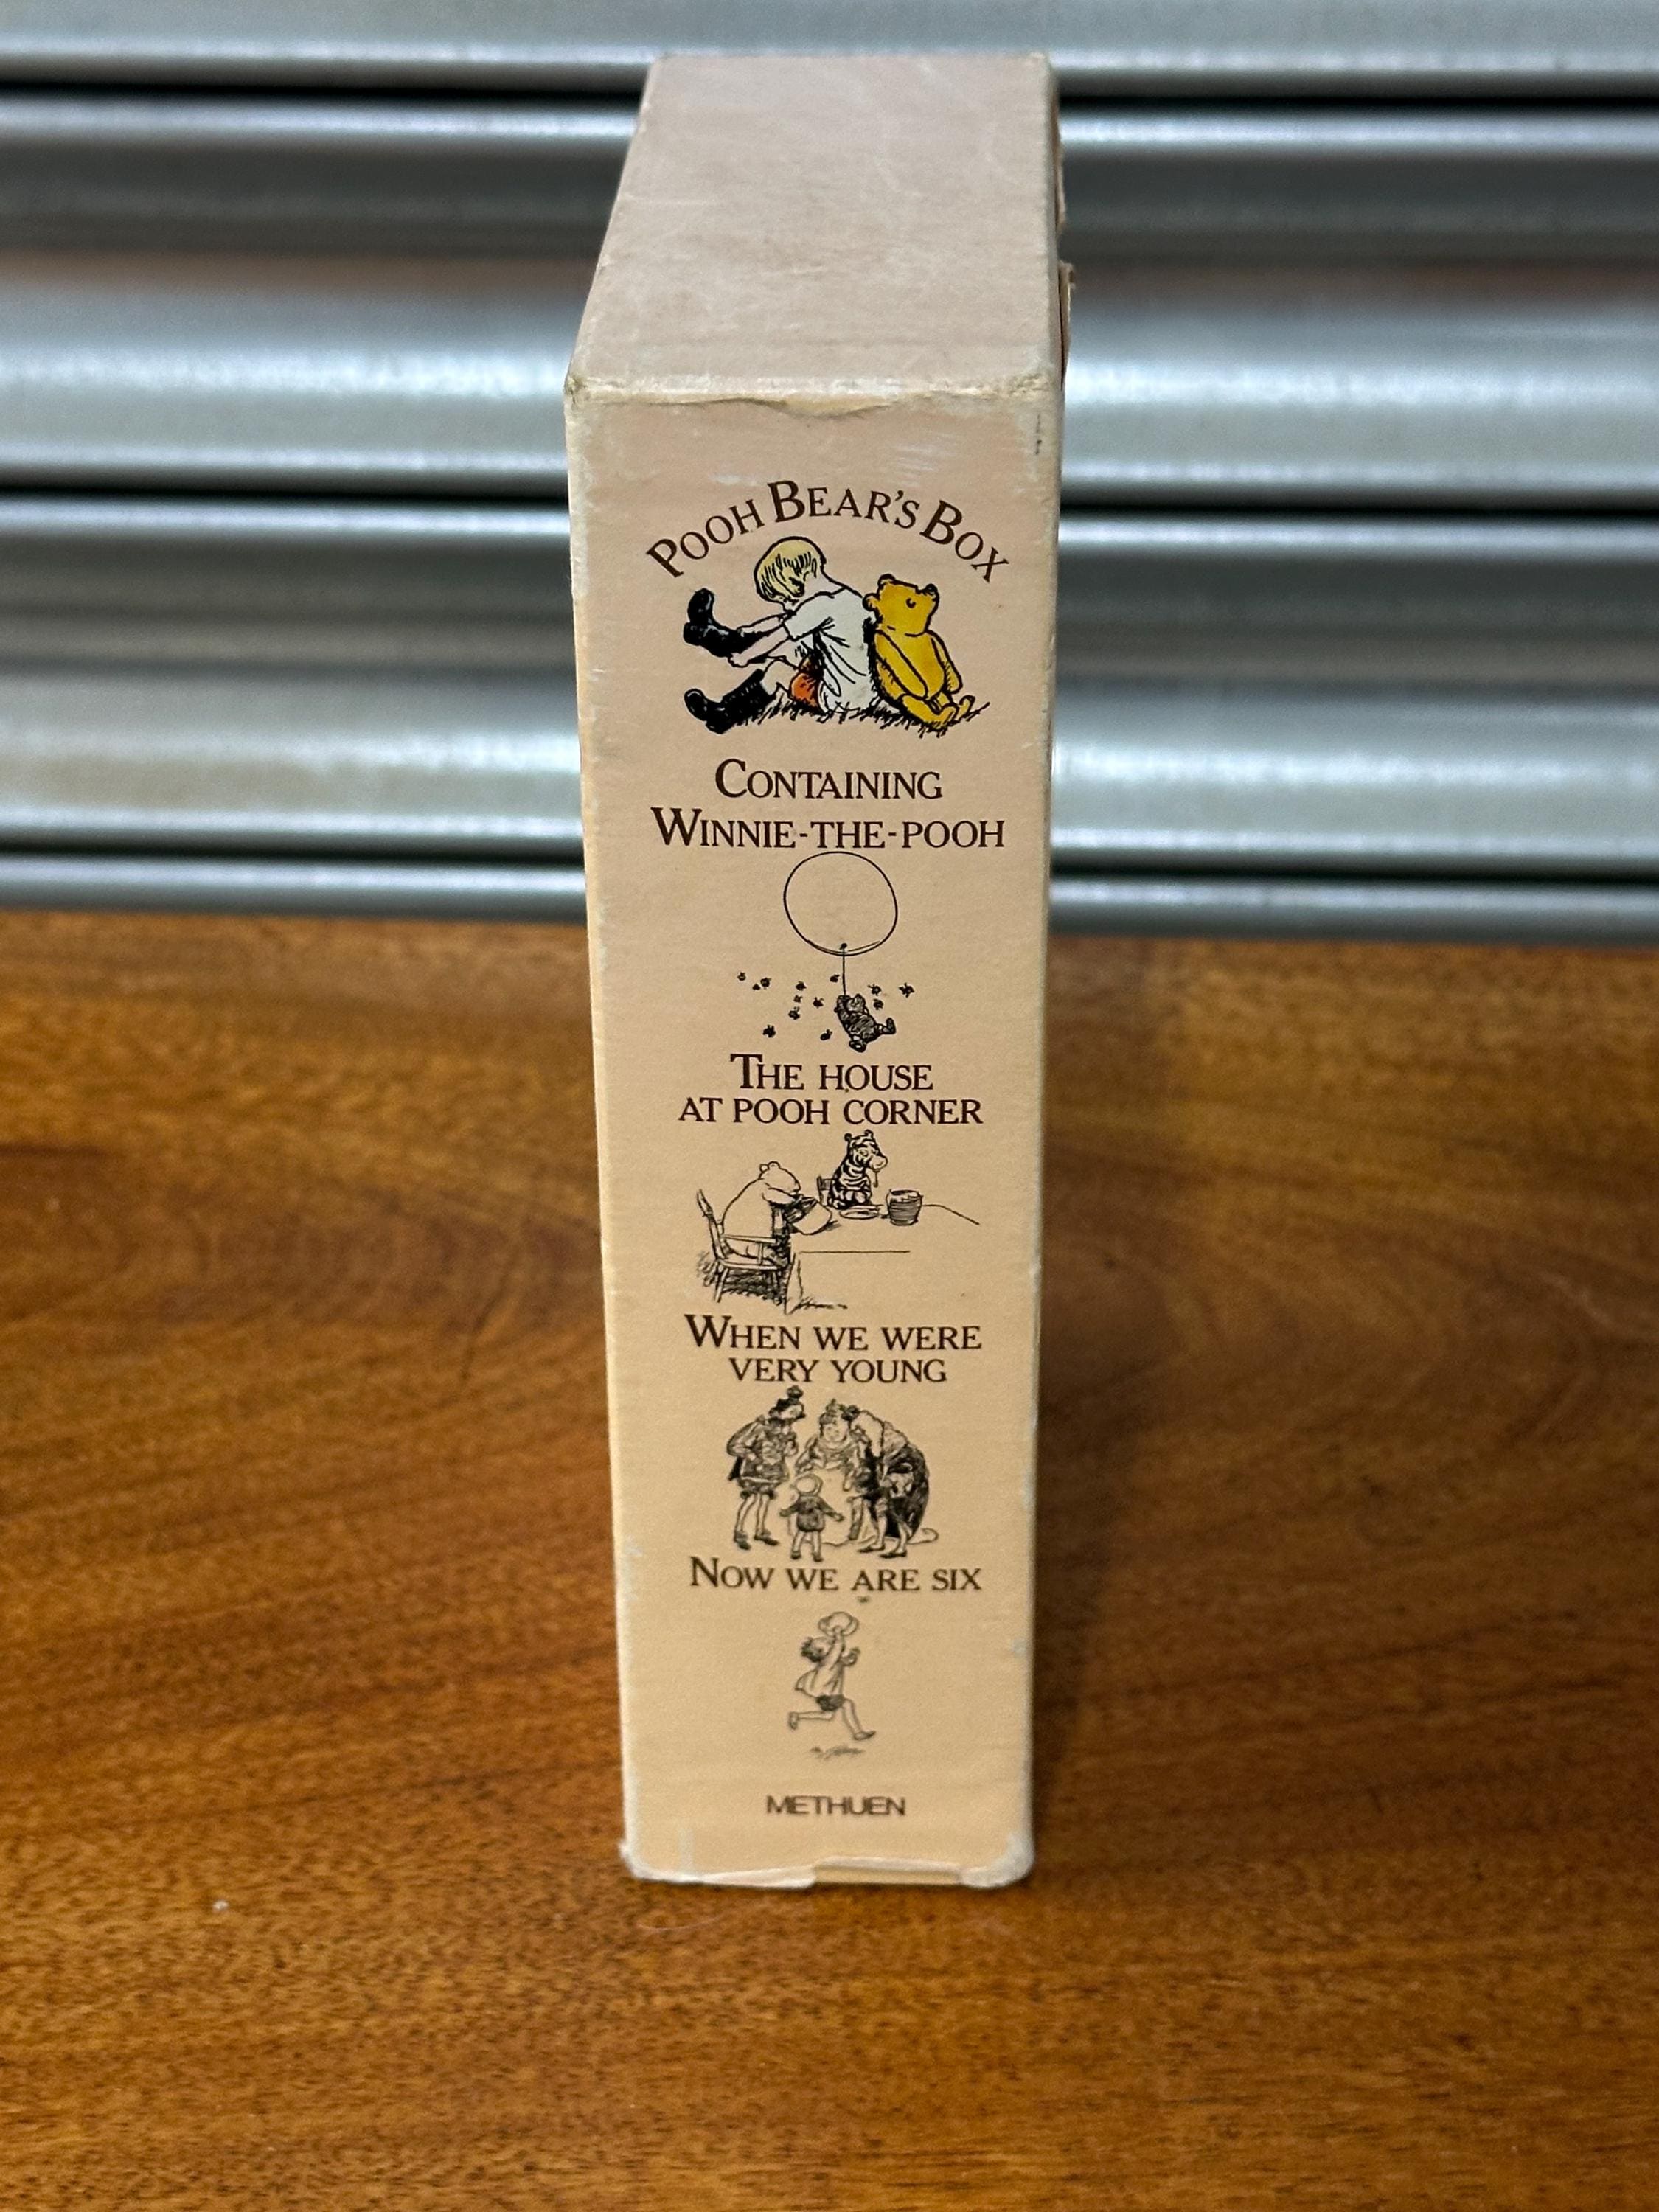 POOH BEAR'S BOX
CONTAINING
WINNIE-THE-POOH
THE HOUSE
AT POOH CORNER
WHEN WE WERE
VERY YOUNG
NOW WE ARE SIX
METHUEN